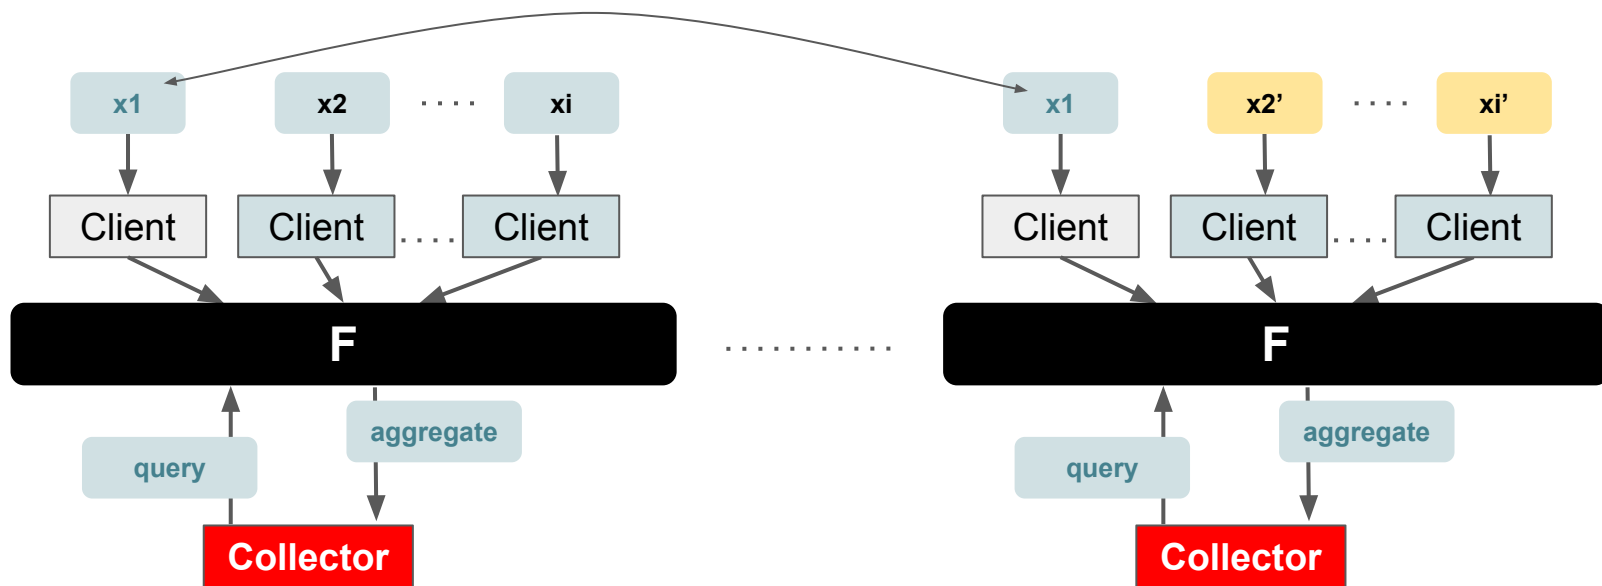 x1 x2 xi x1 x2’ xi’
Client Client Client Client Client Client
F F
aggregate aggregate
query query
Collector Collector